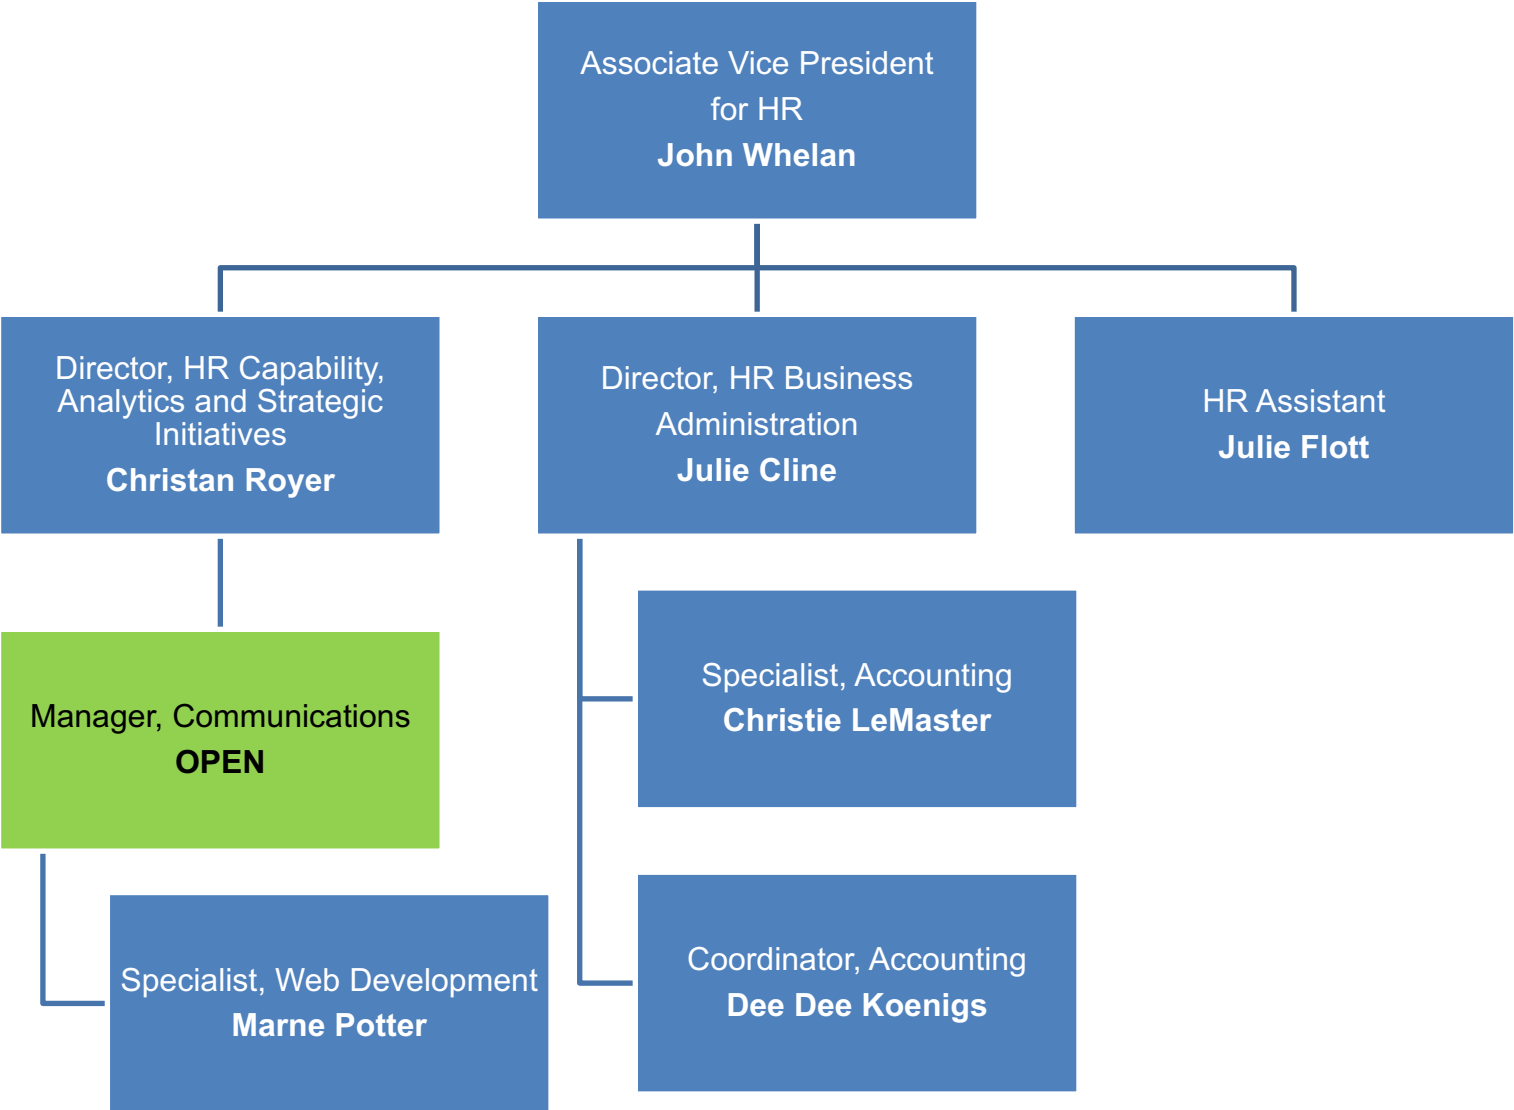 Associate Vice President
for HR
John Whelan
Director, HR Capability,
Analytics and Strategic
Initiatives
Christan Royer
Director, HR Business
Administration
Julie Cline
HR Assistant
Julie Flott
Manager, Communications
OPEN
Specialist, Accounting
Christie LeMaster
Specialist, Web Development
Marne Potter
Coordinator, Accounting
Dee Dee Koenigs